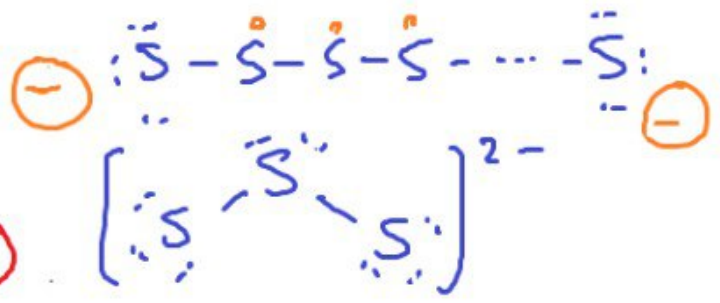 :S̈ - S - S - S - ... - S̈:
[S - S - S]2-